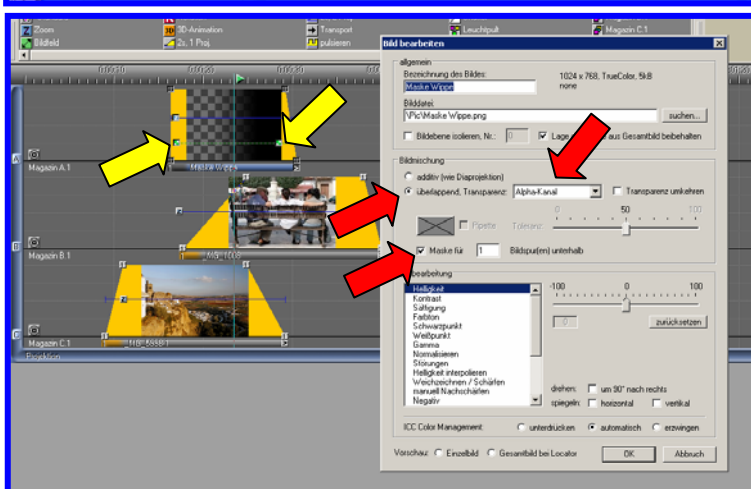 Zoom
3D 3D-Animation
Transport
Leuchtpult
Magazin C.1
Bildfeld
2s, 1 Proj.
pulsieren
Magazin A.1
Maske Wippe
Magazin B.1
Magazin C.1
Projektion
Bild bearbeiten
allgemein
Bezeichnung des Bildes:
1024 x 768, TrueColor, 5kB
Maske Wippe
none
Bilddatei:
\Pic\Maske Wippe.png
suchen...
Bildebene isolieren, Nr.: 0
aus Gesamtbild beibehalten
Bildmischung
additiv (wie Diaprojektion)
überlappend, Transparenz: Alpha-Kanal
Transparenz umkehren
0 50 100
Pipette Toleranz:
Maske für 1 Bildspur(en) unterhalb
bearbeitung
Helligkeit
-100 0 100
Kontrast
Sättigung
Farbton
0 zurücksetzen
Schwarzpunkt
Weißpunkt
Gamma
Normalisieren
Störungen
Helligkeit interpolieren
Weichzeichnen / Schärfen
drehen: um 90° nach rechts
manuell Nachschärfen
Negativ
spiegeln: horizontal vertikal
ICC Color Management: unterdrücken automatisch erzwingen
Vorschau: Einzelbild Gesamtbild bei Locator
OK Abbruch